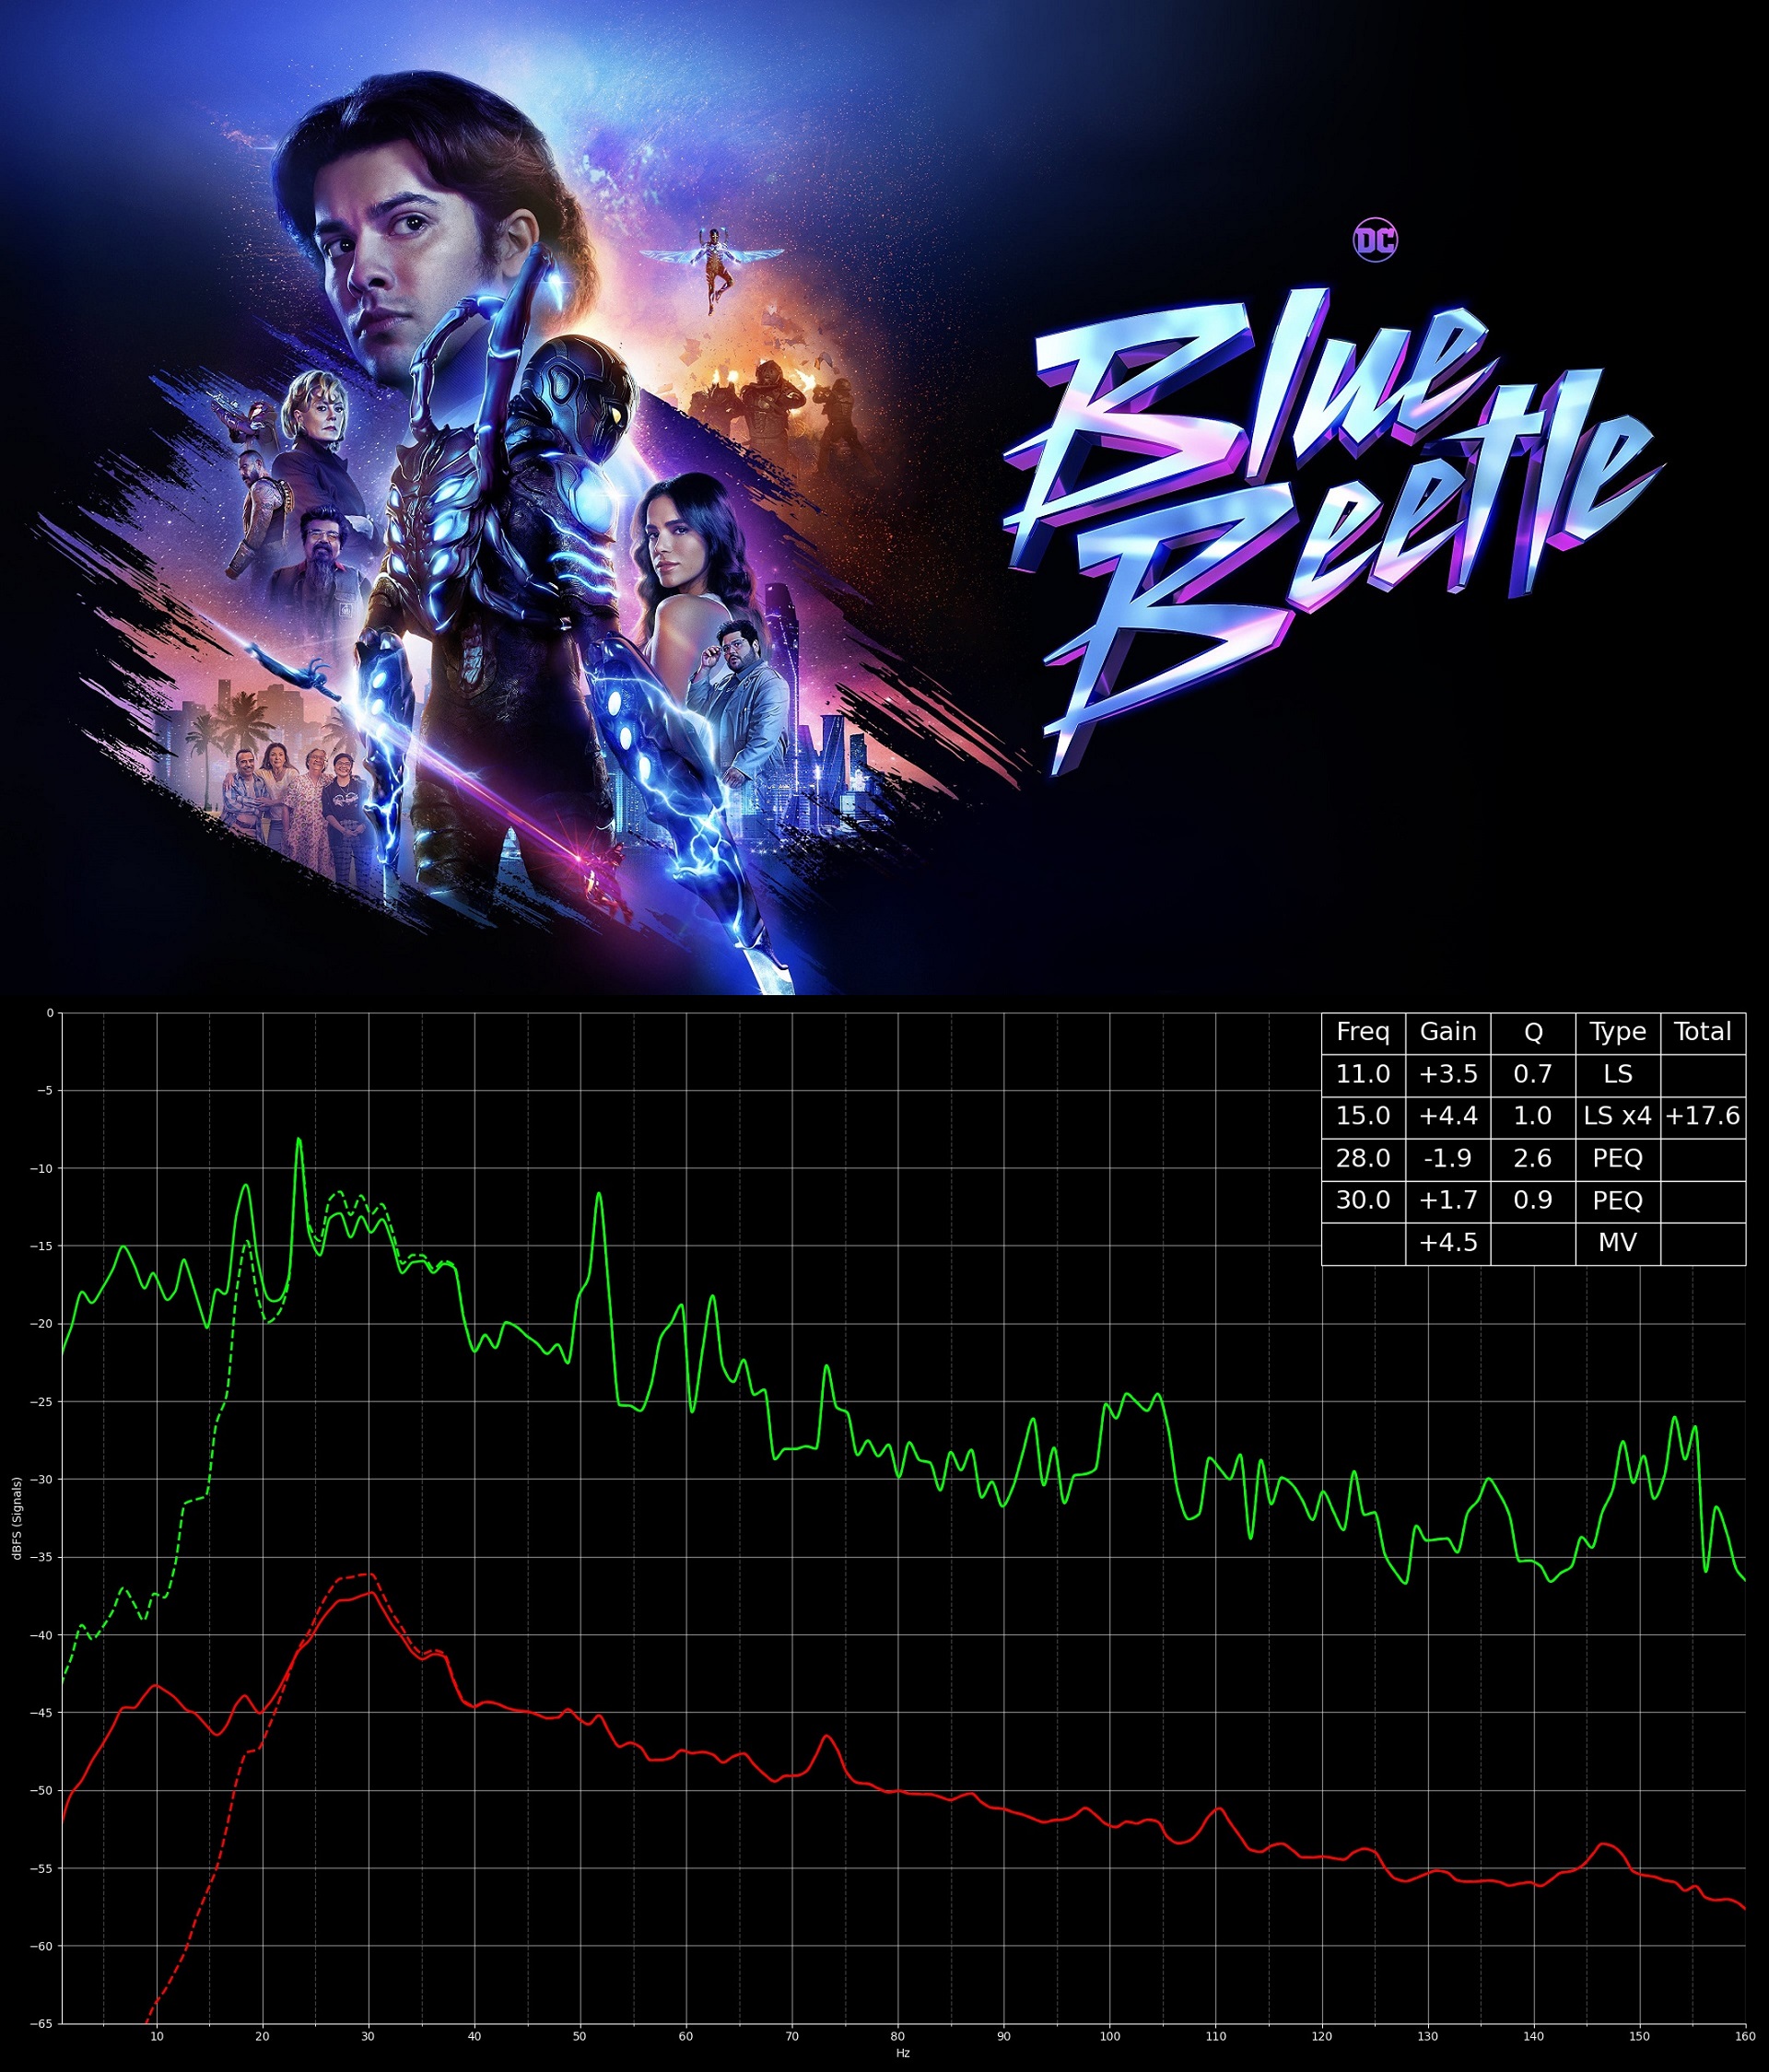 DC
Blue
Beetle
Freq Gain Q Type Total
11.0 +3.5 0.7 LS
15.0 +4.4 1.0 LS x4 +17.6
28.0 -1.9 2.6 PEQ
30.0 +1.7 0.9 PEQ
+4.5 MV
0
−5
−10
−15
−20
−25
−30
−35
−40
−45
−50
−55
−60
−65
dBFS (Signals)
10 20 30 40 50 60 70 80 90 100 110 120 130 140 150 160
Hz